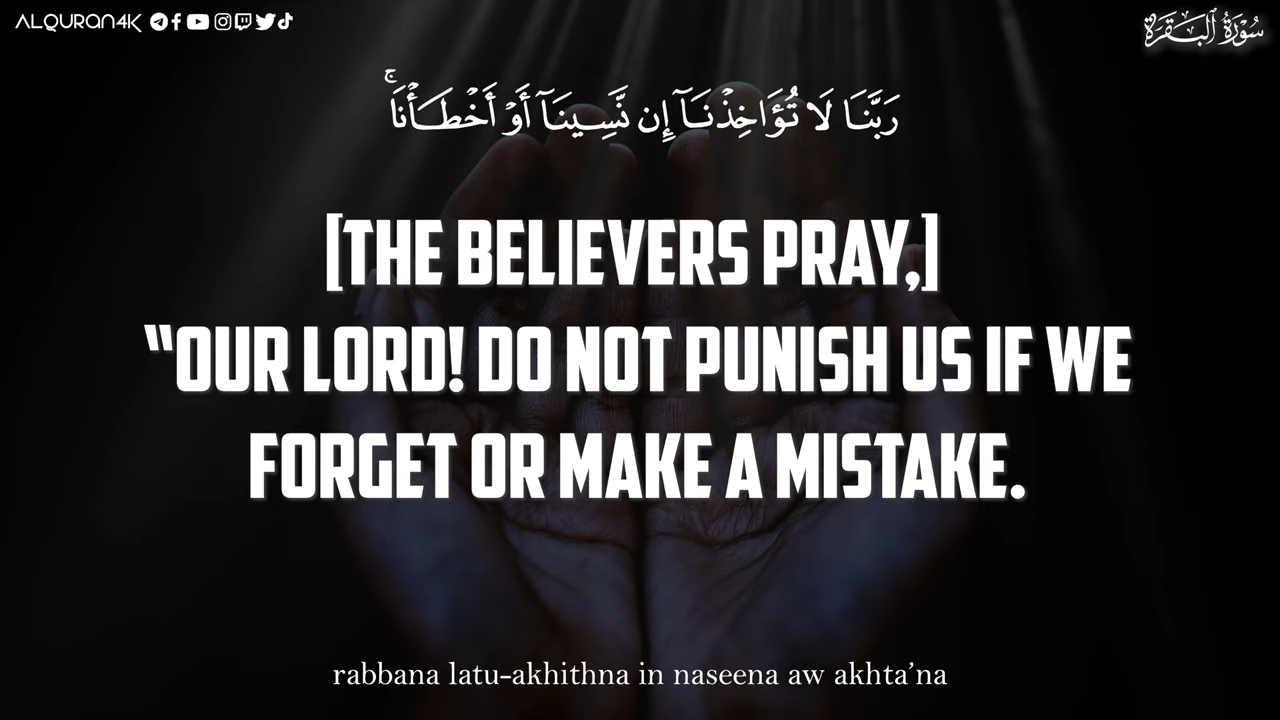 ALQURAN4K
سُورَةُ ٱلْبَقَرَةِ
رَبَّنَا لَا تُؤَاخِذْنَآ إِن نَّسِينَآ أَوْ أَخْطَأْنَا ۚ
[THE BELIEVERS PRAY,]
“OUR LORD! DO NOT PUNISH US IF WE
FORGET OR MAKE A MISTAKE.
rabbana latu-akhithna in naseena aw akhta’na